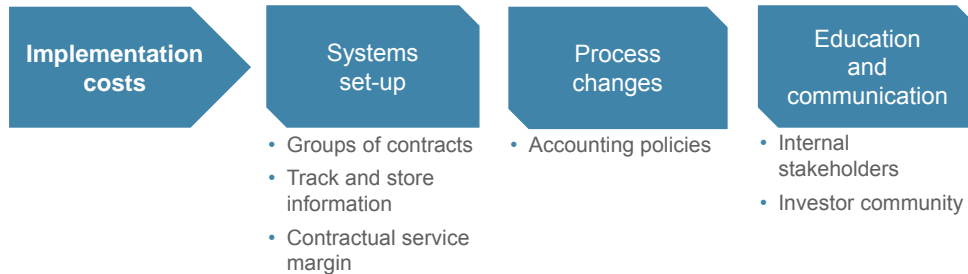 Implementation
costs
Systems
set-up
• Groups of contracts
• Track and store
information
• Contractual service
margin
Process
changes
• Accounting policies
Education
and
communication
• Internal
stakeholders
• Investor community